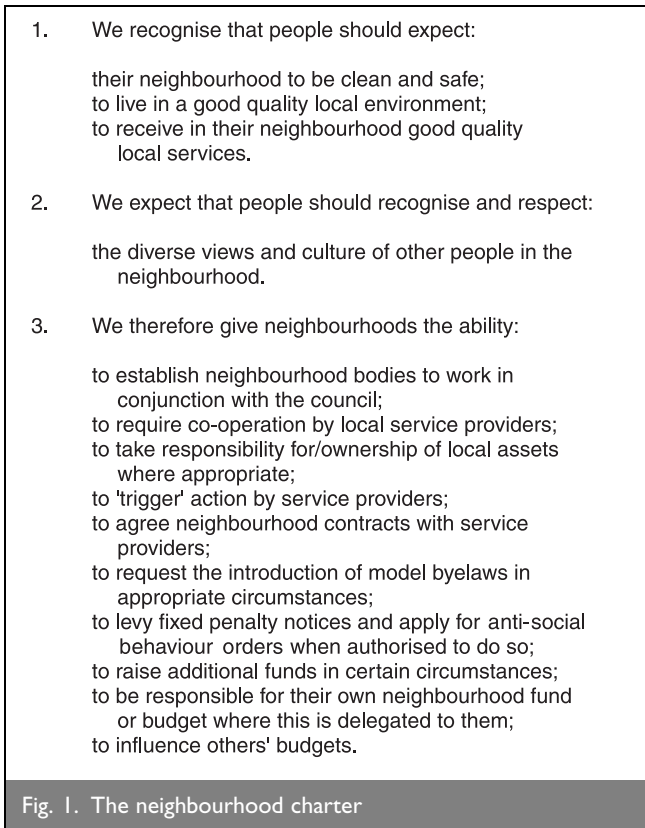 1. We recognise that people should expect:
their neighbourhood to be clean and safe;
to live in a good quality local environment;
to receive in their neighbourhood good quality
local services.
2. We expect that people should recognise and respect:
the diverse views and culture of other people in the
neighbourhood.
3. We therefore give neighbourhoods the ability:
to establish neighbourhood bodies to work in
conjunction with the council;
to require co-operation by local service providers;
to take responsibility for/ownership of local assets
where appropriate;
to 'trigger' action by service providers;
to agree neighbourhood contracts with service
providers;
to request the introduction of model byelaws in
appropriate circumstances;
to levy fixed penalty notices and apply for anti-social
behaviour orders when authorised to do so;
to raise additional funds in certain circumstances;
to be responsible for their own neighbourhood fund
or budget where this is delegated to them;
to influence others' budgets.
Fig. 1. The neighbourhood charter